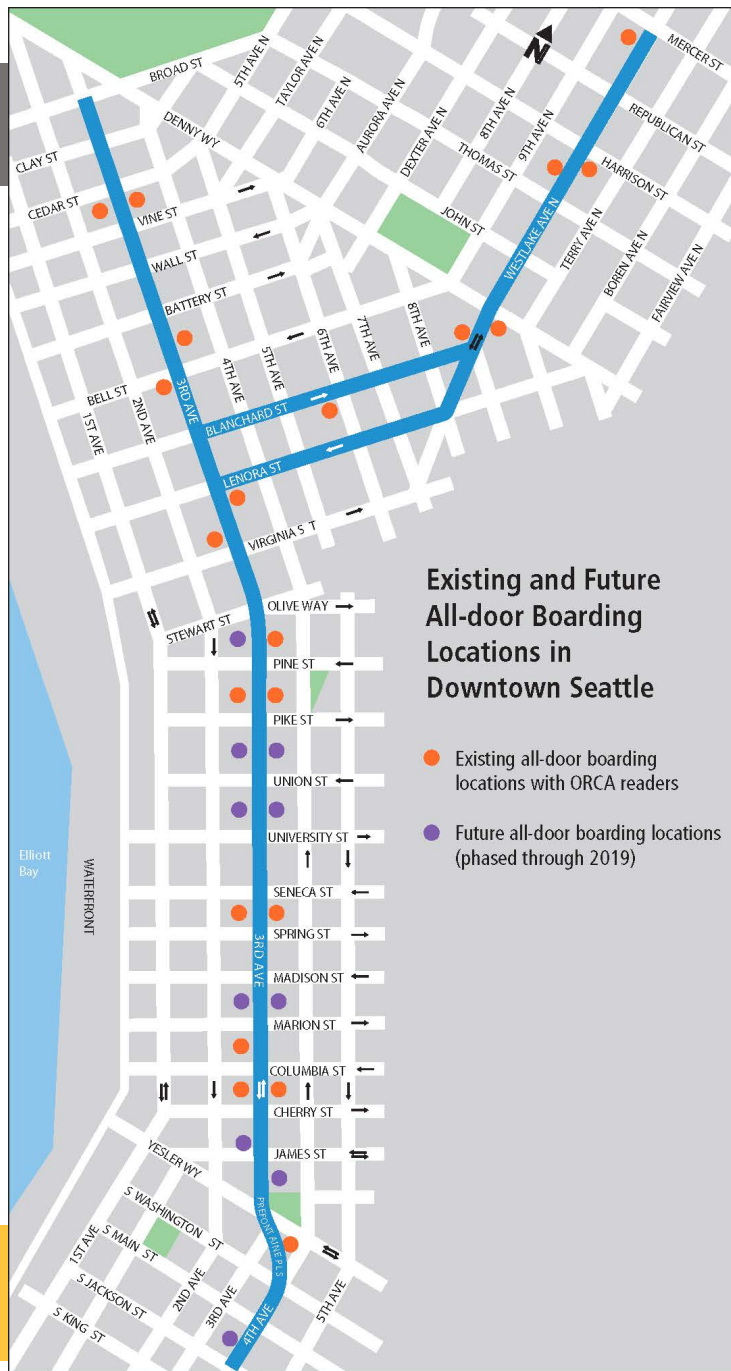 MERCER ST
N
BROAD ST
5TH AVE N
TAYLOR AVE N
6TH AVE N
AURORA AVE N
DEXTER AVE N
8TH AVE N
9TH AVE N
REPUBLICAN ST
DENNY WY
CLAY ST
THOMAS ST
HARRISON ST
CEDAR ST
VINE ST
JOHN ST
WESTLAKE AVE N
TERRY AVE N
BOREN AVE N
FAIRVIEW AVE N
WALL ST
BATTERY ST
BELL ST
1ST AVE
2ND AVE
3RD AVE
4TH AVE
5TH AVE
6TH AVE
7TH AVE
8TH AVE
BLANCHARD ST
LENORA ST
VIRGINIA S T
Existing and Future
All-door Boarding
Locations in
Downtown Seattle
OLIVE WAY
STEWART ST
PINE ST
PIKE ST
Existing all-door boarding
locations with ORCA readers
UNION ST
Future all-door boarding locations
(phased through 2019)
UNIVERSITY ST
Elliott
Bay
WATERFRONT
SENECA ST
SPRING ST
3RD AVE
MADISON ST
MARION ST
COLUMBIA ST
CHERRY ST
JAMES ST
YESLER WY
S WASHINGTON ST
PREFONTAINE PL S
S MAIN ST
1ST AVE
2ND AVE
3RD AVE
4TH AVE
5TH AVE
S JACKSON ST
S KING ST